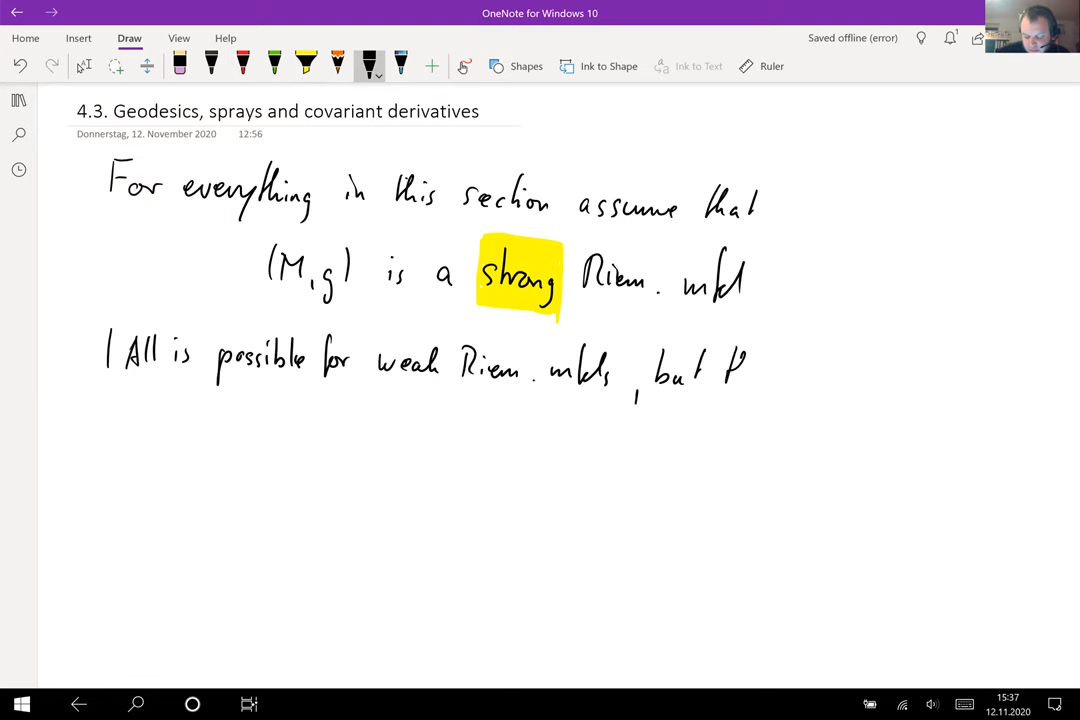 OneNote for Windows 10
Home Insert Draw View Help Saved offline (error)
Shapes Ink to Shape Ink to Text Ruler
4.3. Geodesics, sprays and covariant derivatives
Donnerstag, 12. November 2020 12:56
For everything in this section assume that
(M,g) is a strong Riem. mfd
(All is possible for weak Riem. mfds, but
15:37
12.11.2020